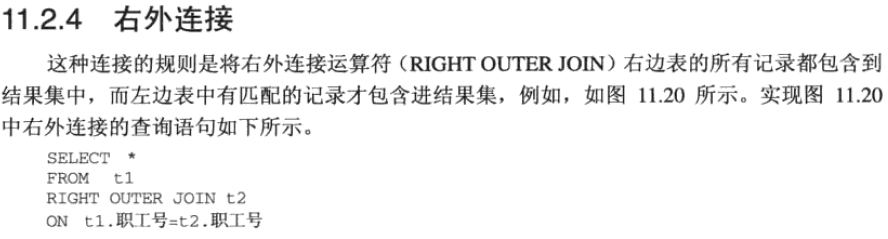 11.2.4 右外连接
这种连接的规则是将右外连接运算符（RIGHT OUTER JOIN）右边表的所有记录都包含到
结果集中，而左边表中有匹配的记录才包含进结果集，例如，如图 11.20 所示。实现图 11.20
中右外连接的查询语句如下所示。
SELECT *
FROM t1
RIGHT OUTER JOIN t2
ON t1.职工号=t2.职工号